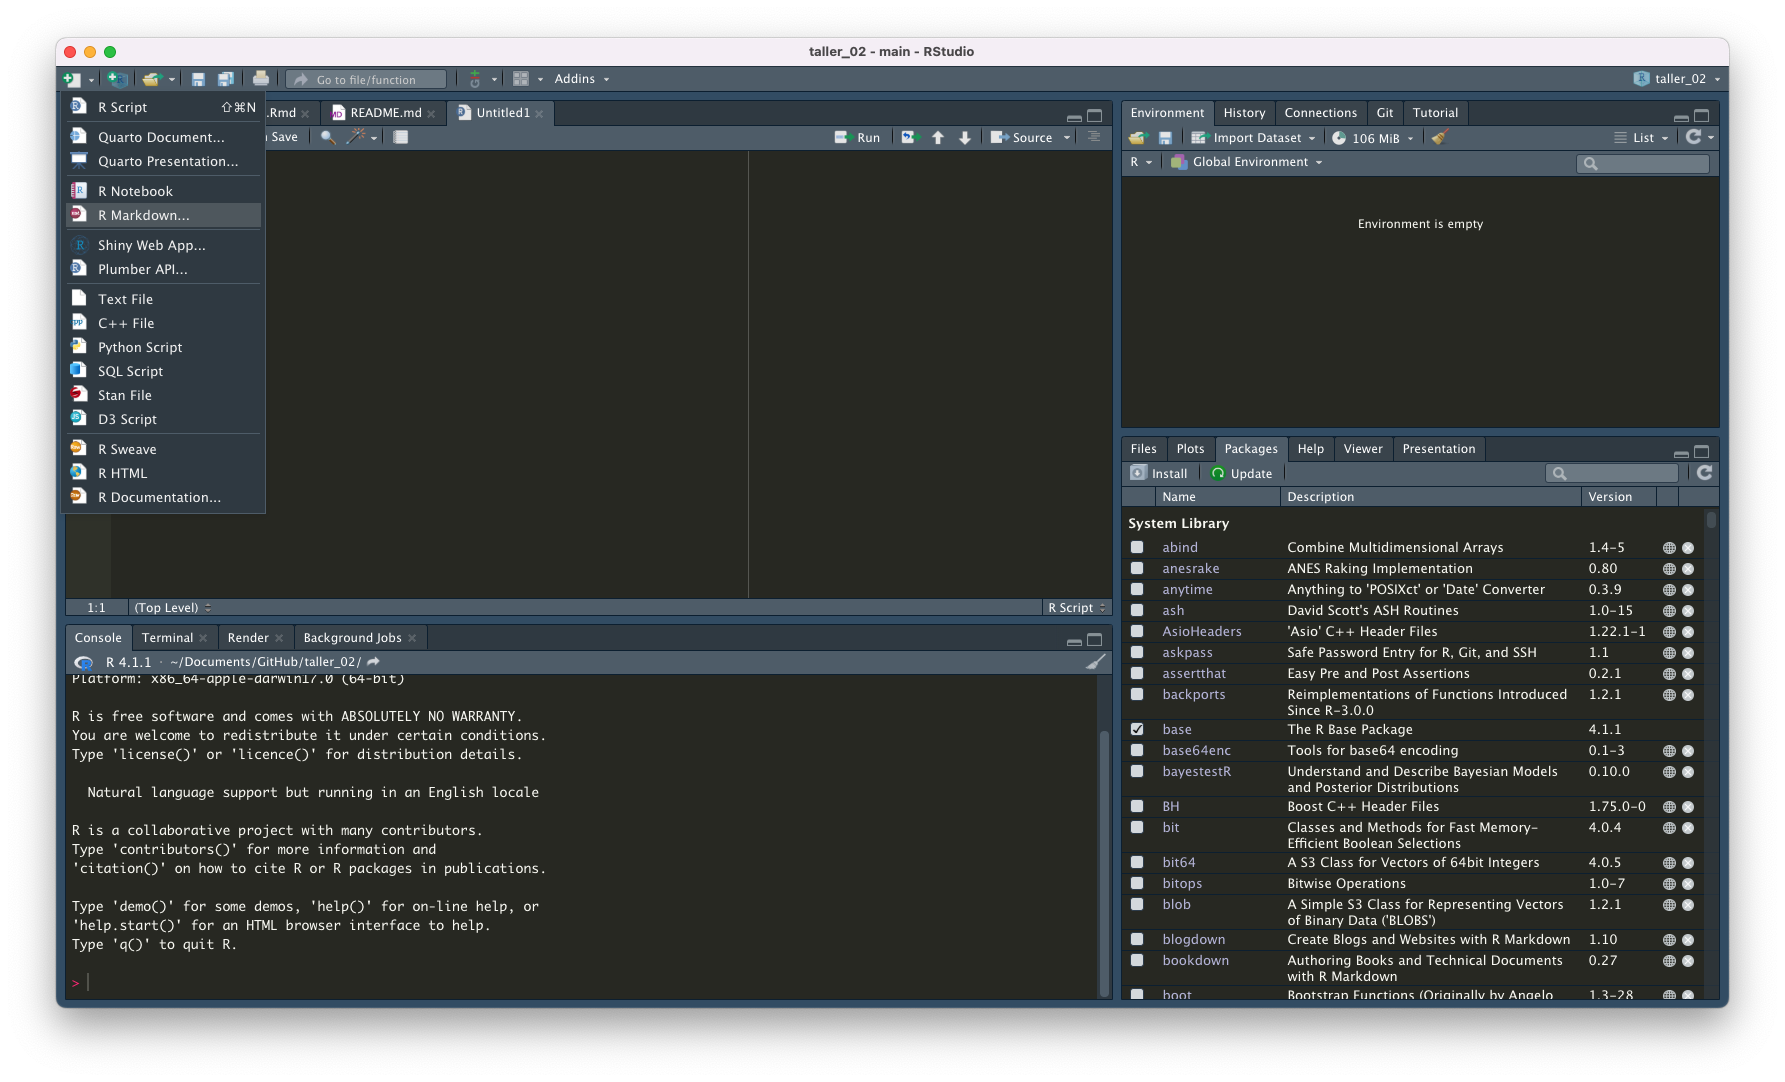 taller_02 - main - RStudio
Go to file/function
Addins
taller_02
R Script ⇧⌘N
Quarto Document...
Quarto Presentation...
R Notebook
R Markdown...
Shiny Web App...
Plumber API...
Text File
C++ File
Python Script
SQL Script
Stan File
D3 Script
R Sweave
R HTML
R Documentation...
.Rmd
README.md
Untitled1
Save
Run
Source
1:1
(Top Level)
R Script
Console
Terminal
Render
Background Jobs
R 4.1.1 · ~/Documents/GitHub/taller_02/
Platform: x86_64-apple-darwin17.0 (64-bit)
R is free software and comes with ABSOLUTELY NO WARRANTY.
You are welcome to redistribute it under certain conditions.
Type 'license()' or 'licence()' for distribution details.
Natural language support but running in an English locale
R is a collaborative project with many contributors.
Type 'contributors()' for more information and
'citation()' on how to cite R or R packages in publications.
Type 'demo()' for some demos, 'help()' for on-line help, or
'help.start()' for an HTML browser interface to help.
Type 'q()' to quit R.
>
Environment
History
Connections
Git
Tutorial
Import Dataset
106 MiB
List
R
Global Environment
Environment is empty
Files
Plots
Packages
Help
Viewer
Presentation
Install
Update
Name Description Version
System Library
abind Combine Multidimensional Arrays 1.4-5
anesrake ANES Raking Implementation 0.80
anytime Anything to 'POSIXct' or 'Date' Converter 0.3.9
ash David Scott's ASH Routines 1.0-15
AsioHeaders 'Asio' C++ Header Files 1.22.1-1
askpass Safe Password Entry for R, Git, and SSH 1.1
assertthat Easy Pre and Post Assertions 0.2.1
backports Reimplementations of Functions Introduced 1.2.1
Since R-3.0.0
base The R Base Package 4.1.1
base64enc Tools for base64 encoding 0.1-3
bayestestR Understand and Describe Bayesian Models 0.10.0
and Posterior Distributions
BH Boost C++ Header Files 1.75.0-0
bit Classes and Methods for Fast Memory- 4.0.4
Efficient Boolean Selections
bit64 A S3 Class for Vectors of 64bit Integers 4.0.5
bitops Bitwise Operations 1.0-7
blob A Simple S3 Class for Representing Vectors 1.2.1
of Binary Data ('BLOBS')
blogdown Create Blogs and Websites with R Markdown 1.10
bookdown Authoring Books and Technical Documents 0.27
with R Markdown
boot Bootstrap Functions (Originally by Angelo 1.3-28